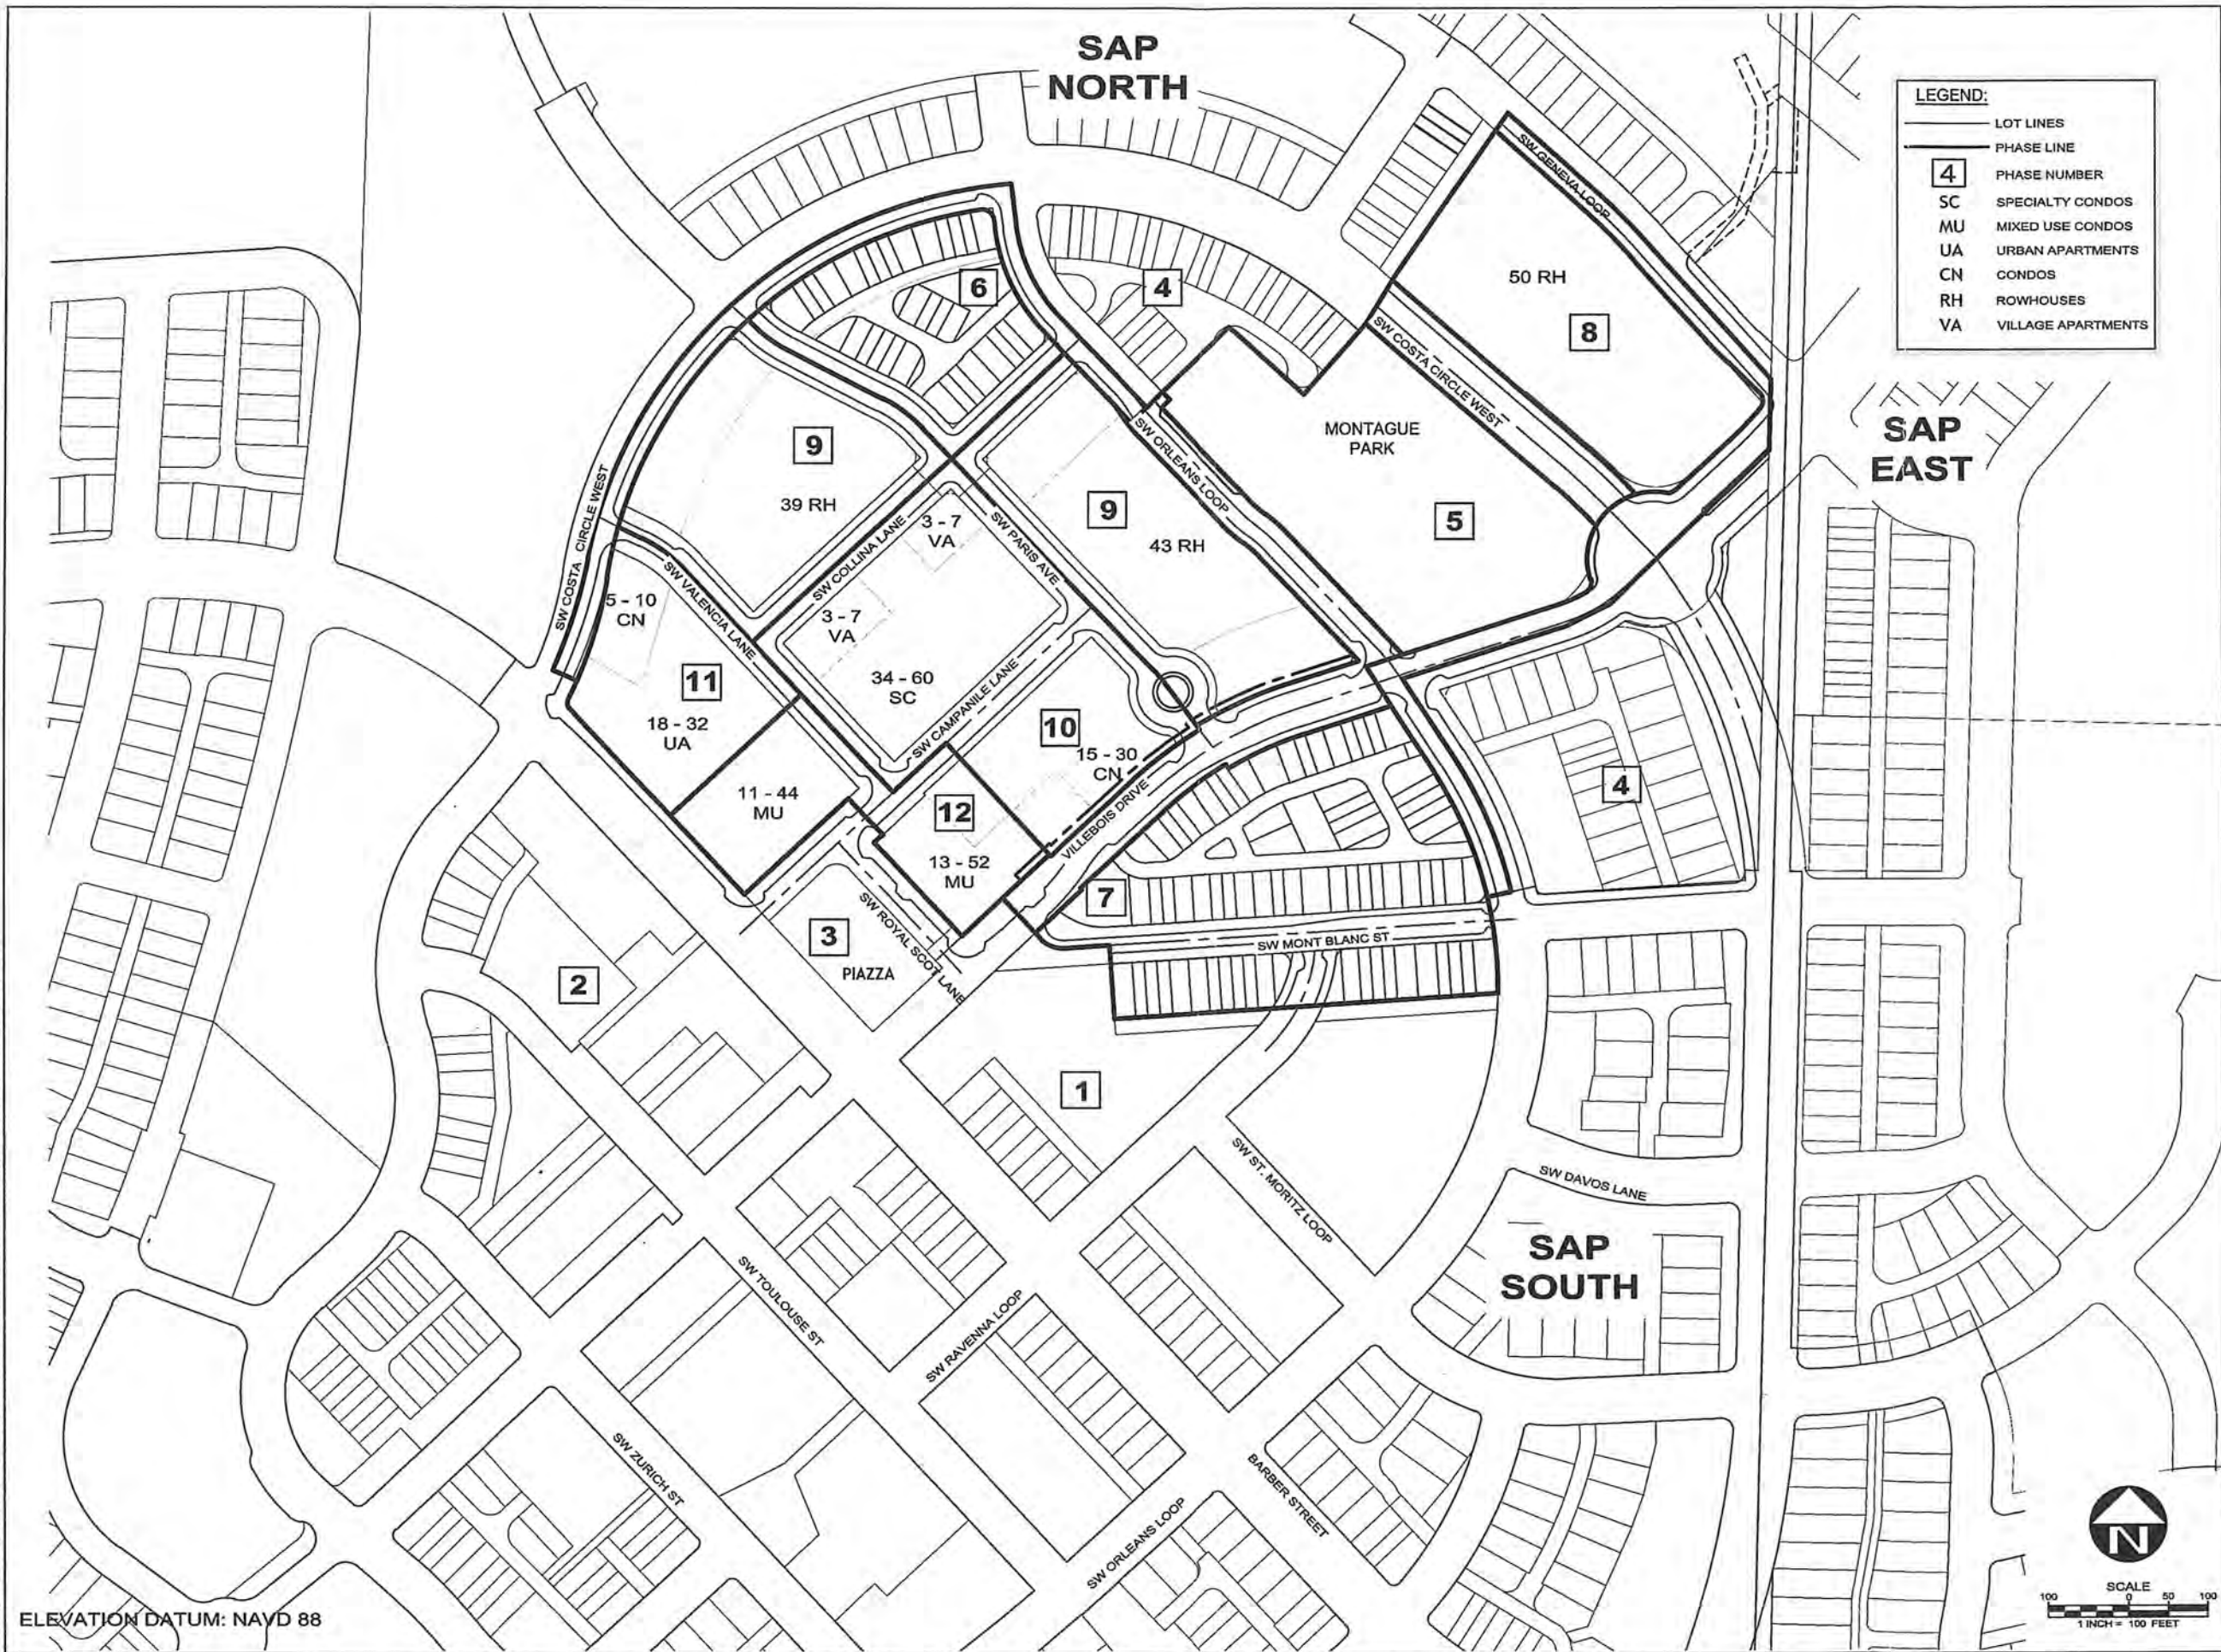 SAP
NORTH
LEGEND:
LOT LINES
PHASE LINE
4 PHASE NUMBER
SC SPECIALTY CONDOS
MU MIXED USE CONDOS
UA URBAN APARTMENTS
CN CONDOS
RH ROWHOUSES
VA VILLAGE APARTMENTS
SW GENEVA LOOP
50 RH
8
6
4
SW COSTA CIRCLE WEST
MONTAGUE
PARK
5
SAP
EAST
9
39 RH
SW COSTA CIRCLE WEST
SW ORLEANS LOOP
9
43 RH
SW PARIS AVE
3 - 7
VA
SW COLLINA LANE
3 - 7
VA
34 - 60
SC
SW VALENCIA LANE
5 - 10
CN
11
18 - 32
UA
SW CAMPANILE LANE
10
15 - 30
CN
11 - 44
MU
12
13 - 52
MU
VILLEBOIS DRIVE
4
7
SW MONT BLANC ST
3
PIAZZA
SW ROYAL SCOT LANE
2
1
SW ST. MORITZ LOOP
SW DAVOS LANE
SAP
SOUTH
SW TOULOUSE ST
SW RAVENNA LOOP
SW ZURICH ST
BARBER STREET
SW ORLEANS LOOP
N
SCALE
100 0 50 100
1 INCH = 100 FEET
ELEVATION DATUM: NAVD 88